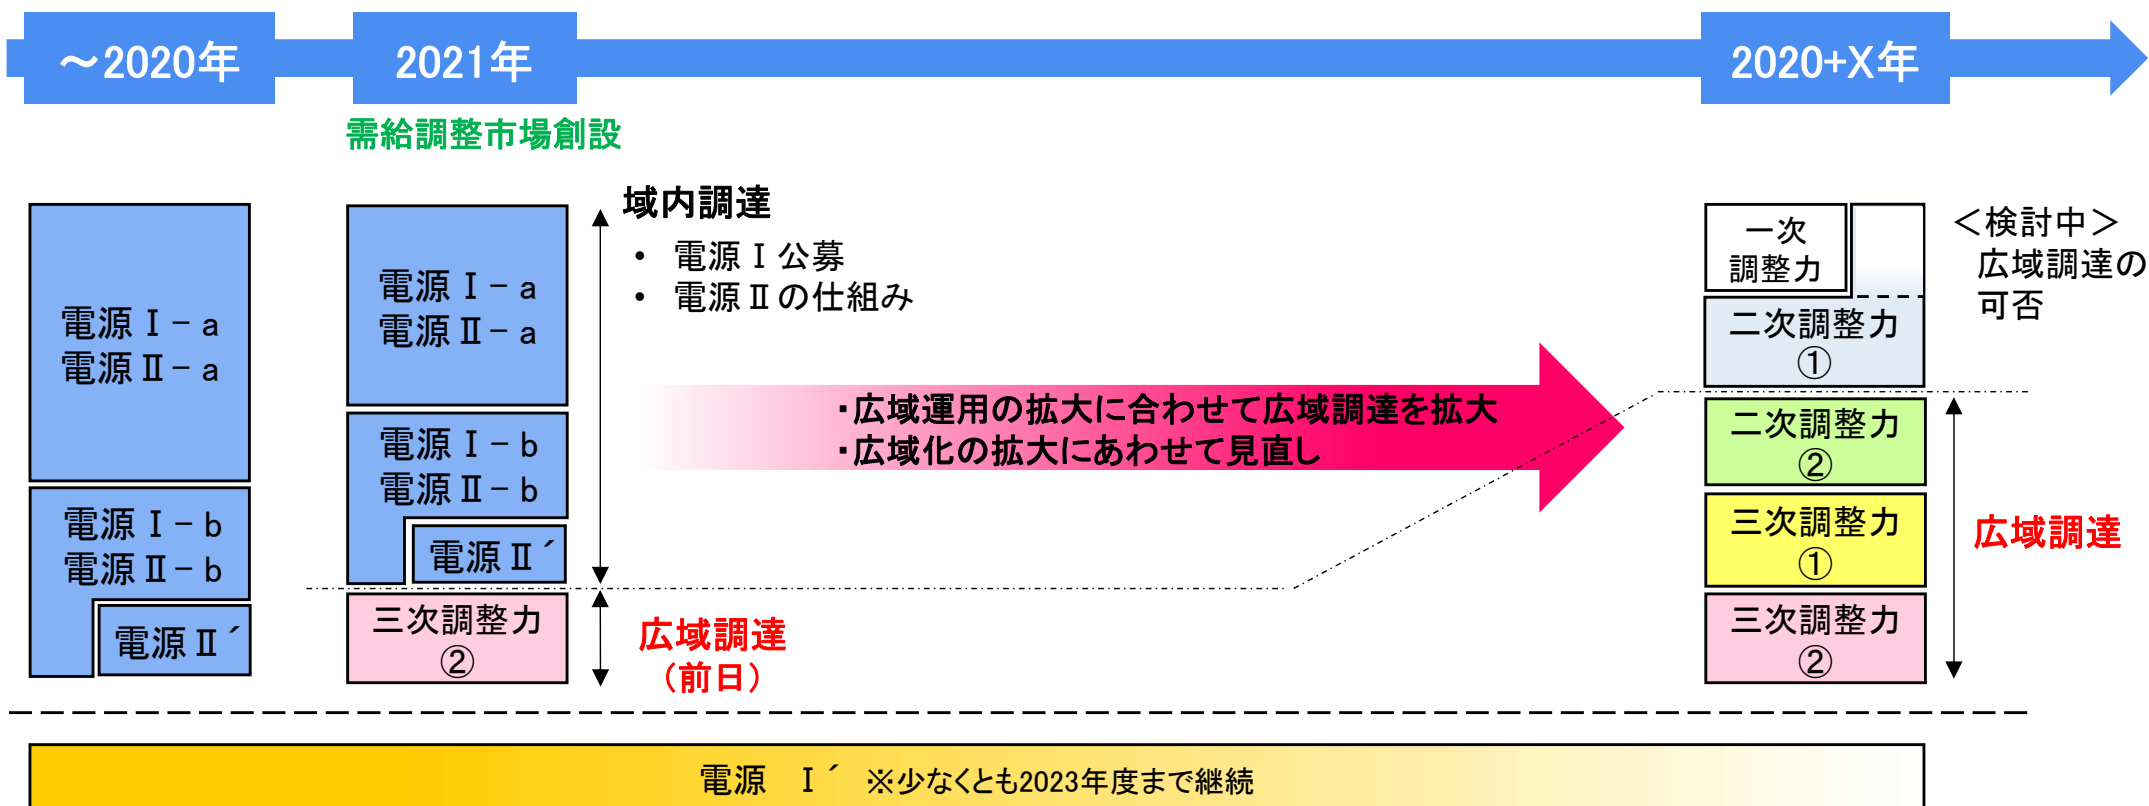 ～2020年
2021年
2020+X年
需給調整市場創設
電源Ⅰ－a
電源Ⅱ－a
電源Ⅰ－b
電源Ⅱ－b
電源Ⅱ´
電源Ⅰ－a
電源Ⅱ－a
電源Ⅰ－b
電源Ⅱ－b
電源Ⅱ´
三次調整力
②
域内調達
• 電源Ⅰ公募
• 電源Ⅱの仕組み
広域調達
（前日）
・広域運用の拡大に合わせて広域調達を拡大
・広域化の拡大にあわせて見直し
一次
調整力
二次調整力
①
二次調整力
②
三次調整力
①
三次調整力
②
＜検討中＞
広域調達の
可否
広域調達
電源　Ⅰ´ ※少なくとも2023年度まで継続